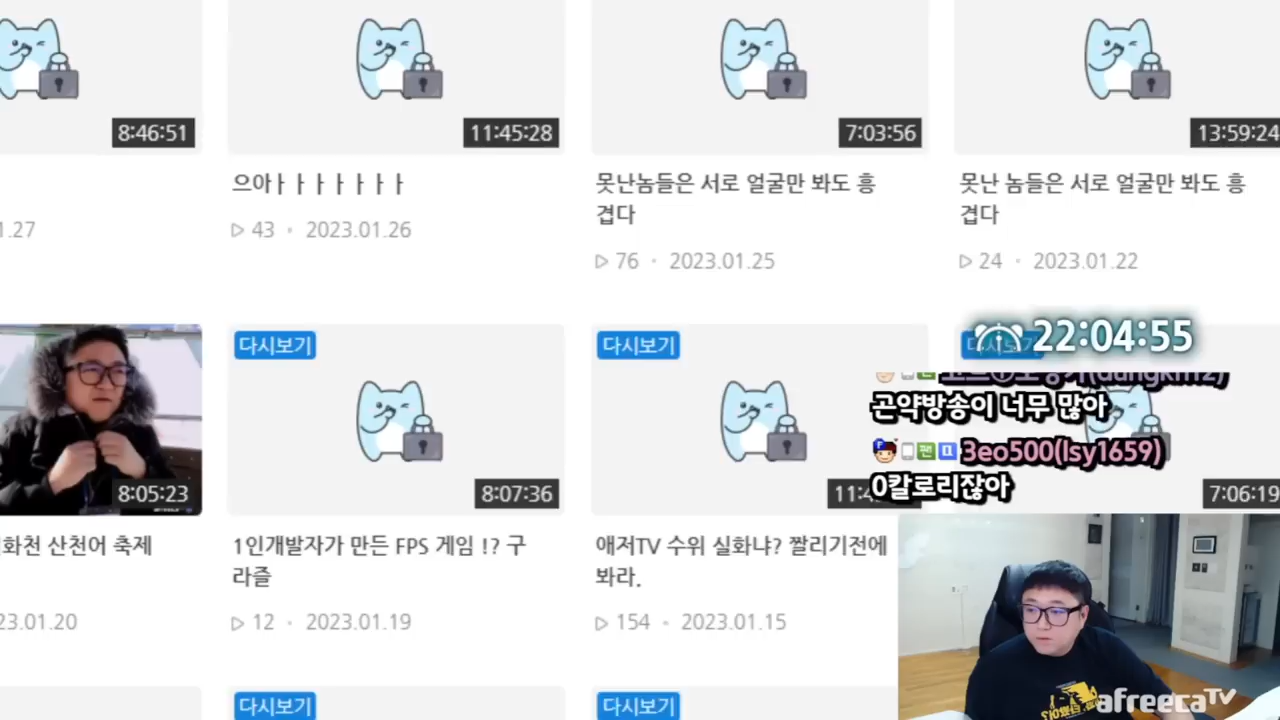 8:46:51
11:45:28
7:03:56
13:59:24
으아ㅏㅏㅏㅏㅏㅏㅏ
못난놈들은 서로 얼굴만 봐도 흥
겹다
못난 놈들은 서로 얼굴만 봐도 흥
겹다
1.27
43 · 2023.01.26
76 · 2023.01.25
24 · 2023.01.22
22:04:55
다시보기
다시보기
곤약방송이 너무 많아
팬
3eo500(lsy1659)
0칼로리잖아
8:05:23
8:07:36
11:4
7:06:19
화천 산천어 축제
1인개발자가 만든 FPS 게임 !? 구
라즐
애저TV 수위 실화냐? 짤리기전에
봐라.
23.01.20
12 · 2023.01.19
154 · 2023.01.15
다시보기
다시보기
afreecaTV